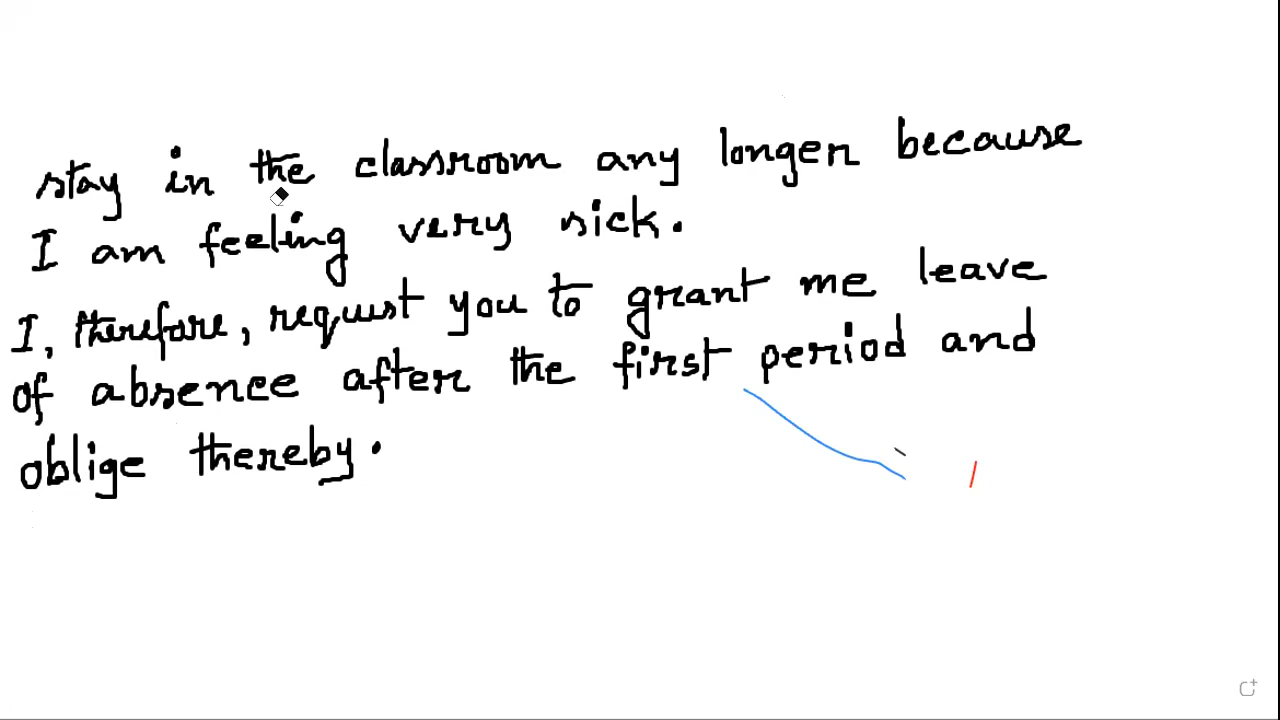 stay in the classroom any longer because
I am feeling very sick.
I, therefore, request you to grant me leave
of absence after the first period and
oblige thereby.